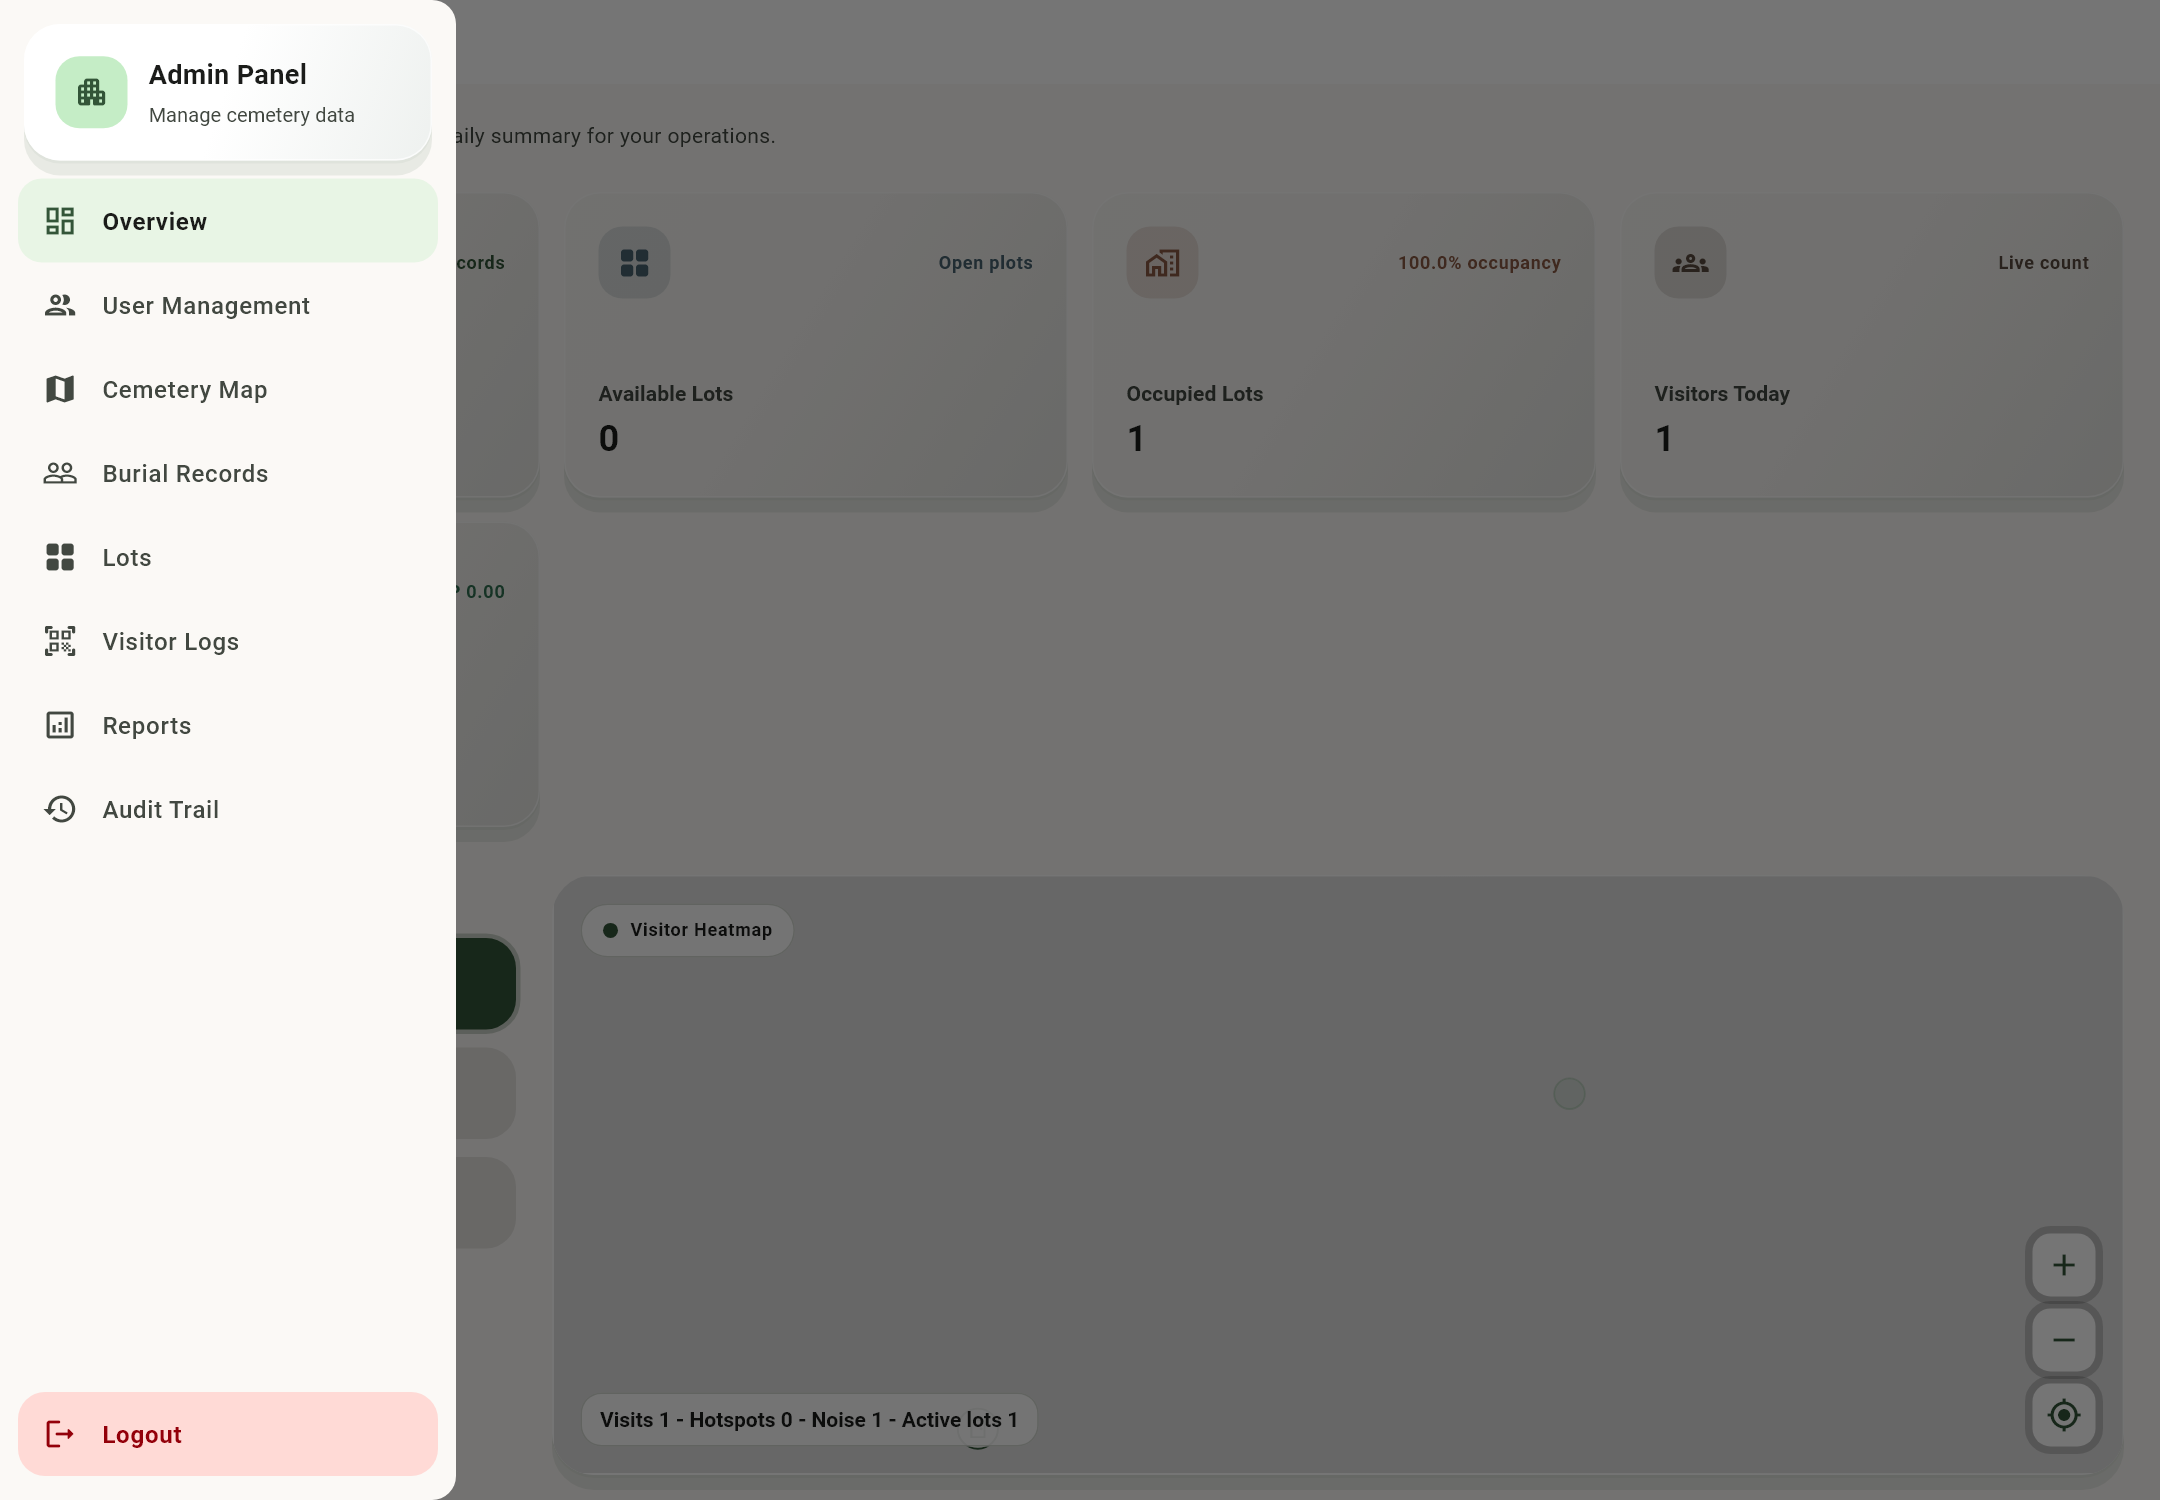 Admin Panel
Manage cemetery data
Overview
User Management
Cemetery Map
Burial Records
Lots
Visitor Logs
Reports
Audit Trail
Logout
summary for your operations.
Open plots
Available Lots
0
100.0% occupancy
Occupied Lots
1
Live count
Visitors Today
1
0.00
Visitor Heatmap
Visits 1 - Hotspots 0 - Noise 1 - Active lots 1